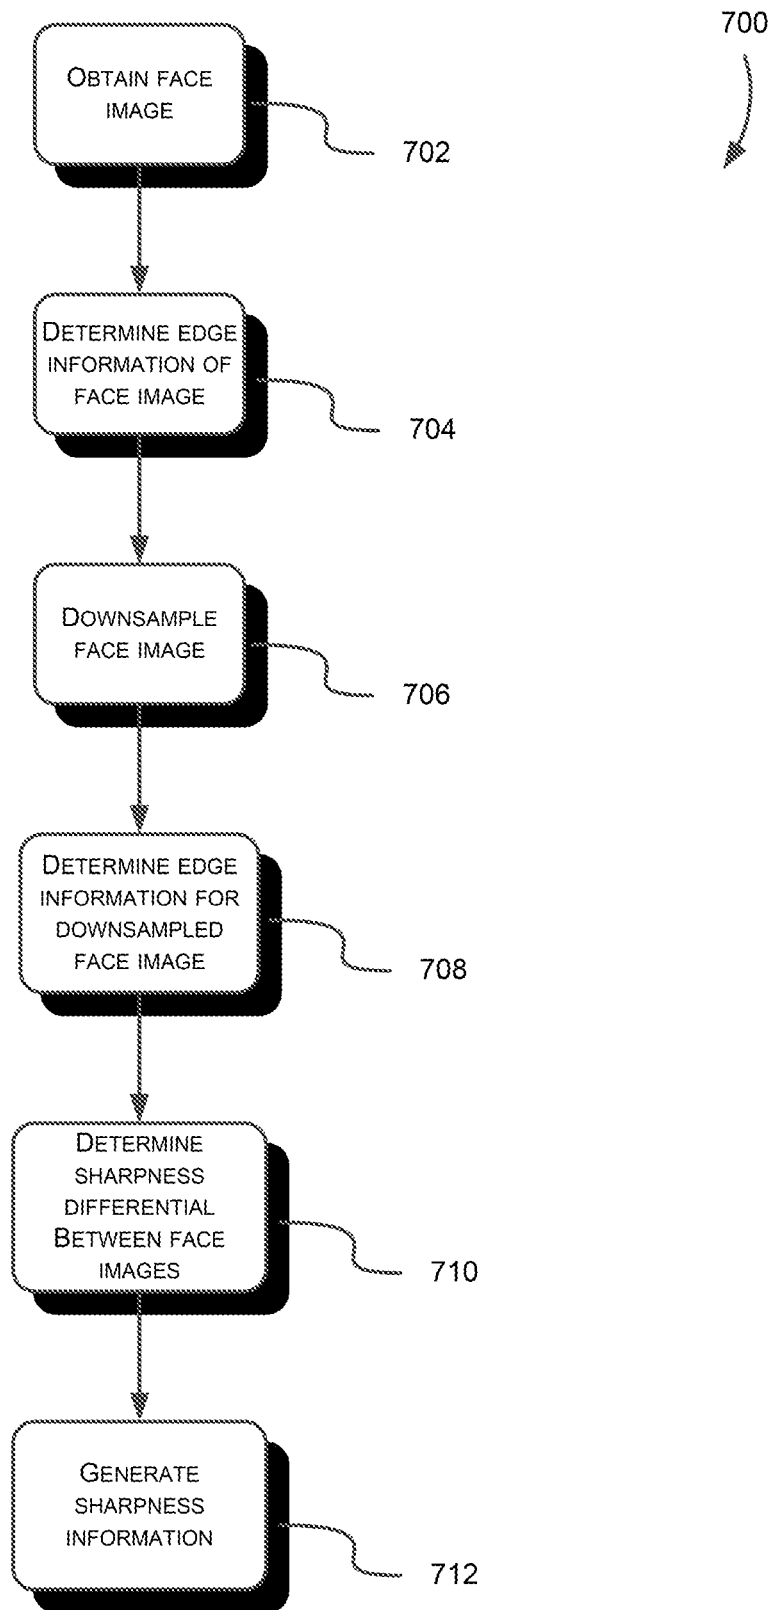 700
OBTAIN FACE
IMAGE
702
DETERMINE EDGE
INFORMATION OF
FACE IMAGE
704
DOWNSAMPLE
FACE IMAGE
706
DETERMINE EDGE
INFORMATION FOR
DOWNSAMPLED
FACE IMAGE
708
DETERMINE
SHARPNESS
DIFFERENTIAL
BETWEEN FACE
IMAGES
710
GENERATE
SHARPNESS
INFORMATION
712